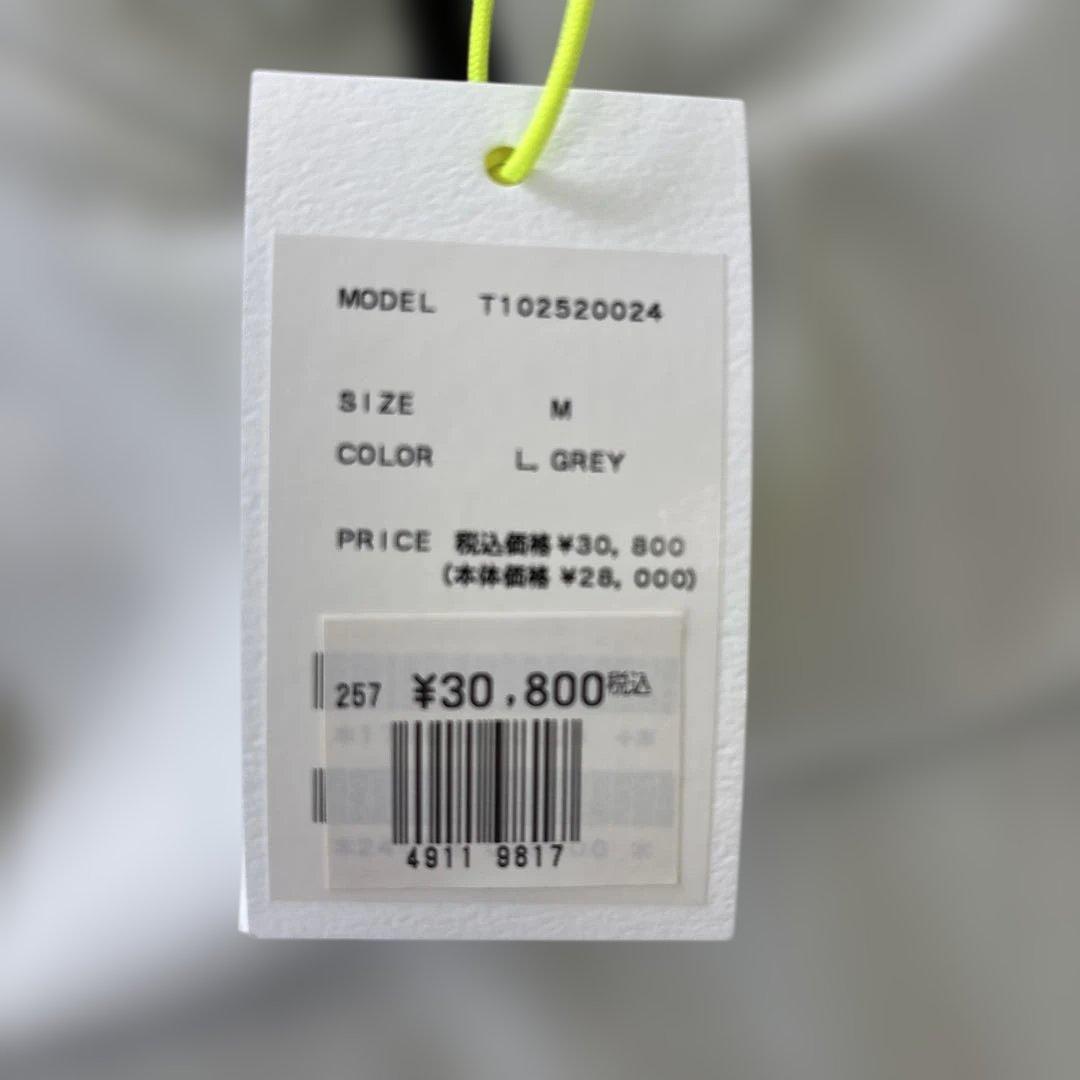 MODEL T102520024
SIZE M
COLOR L. GREY
PRICE 税込価格 ¥30, 800
(本体価格 ¥28, 000)
257 ¥30,800税込
4911 9817